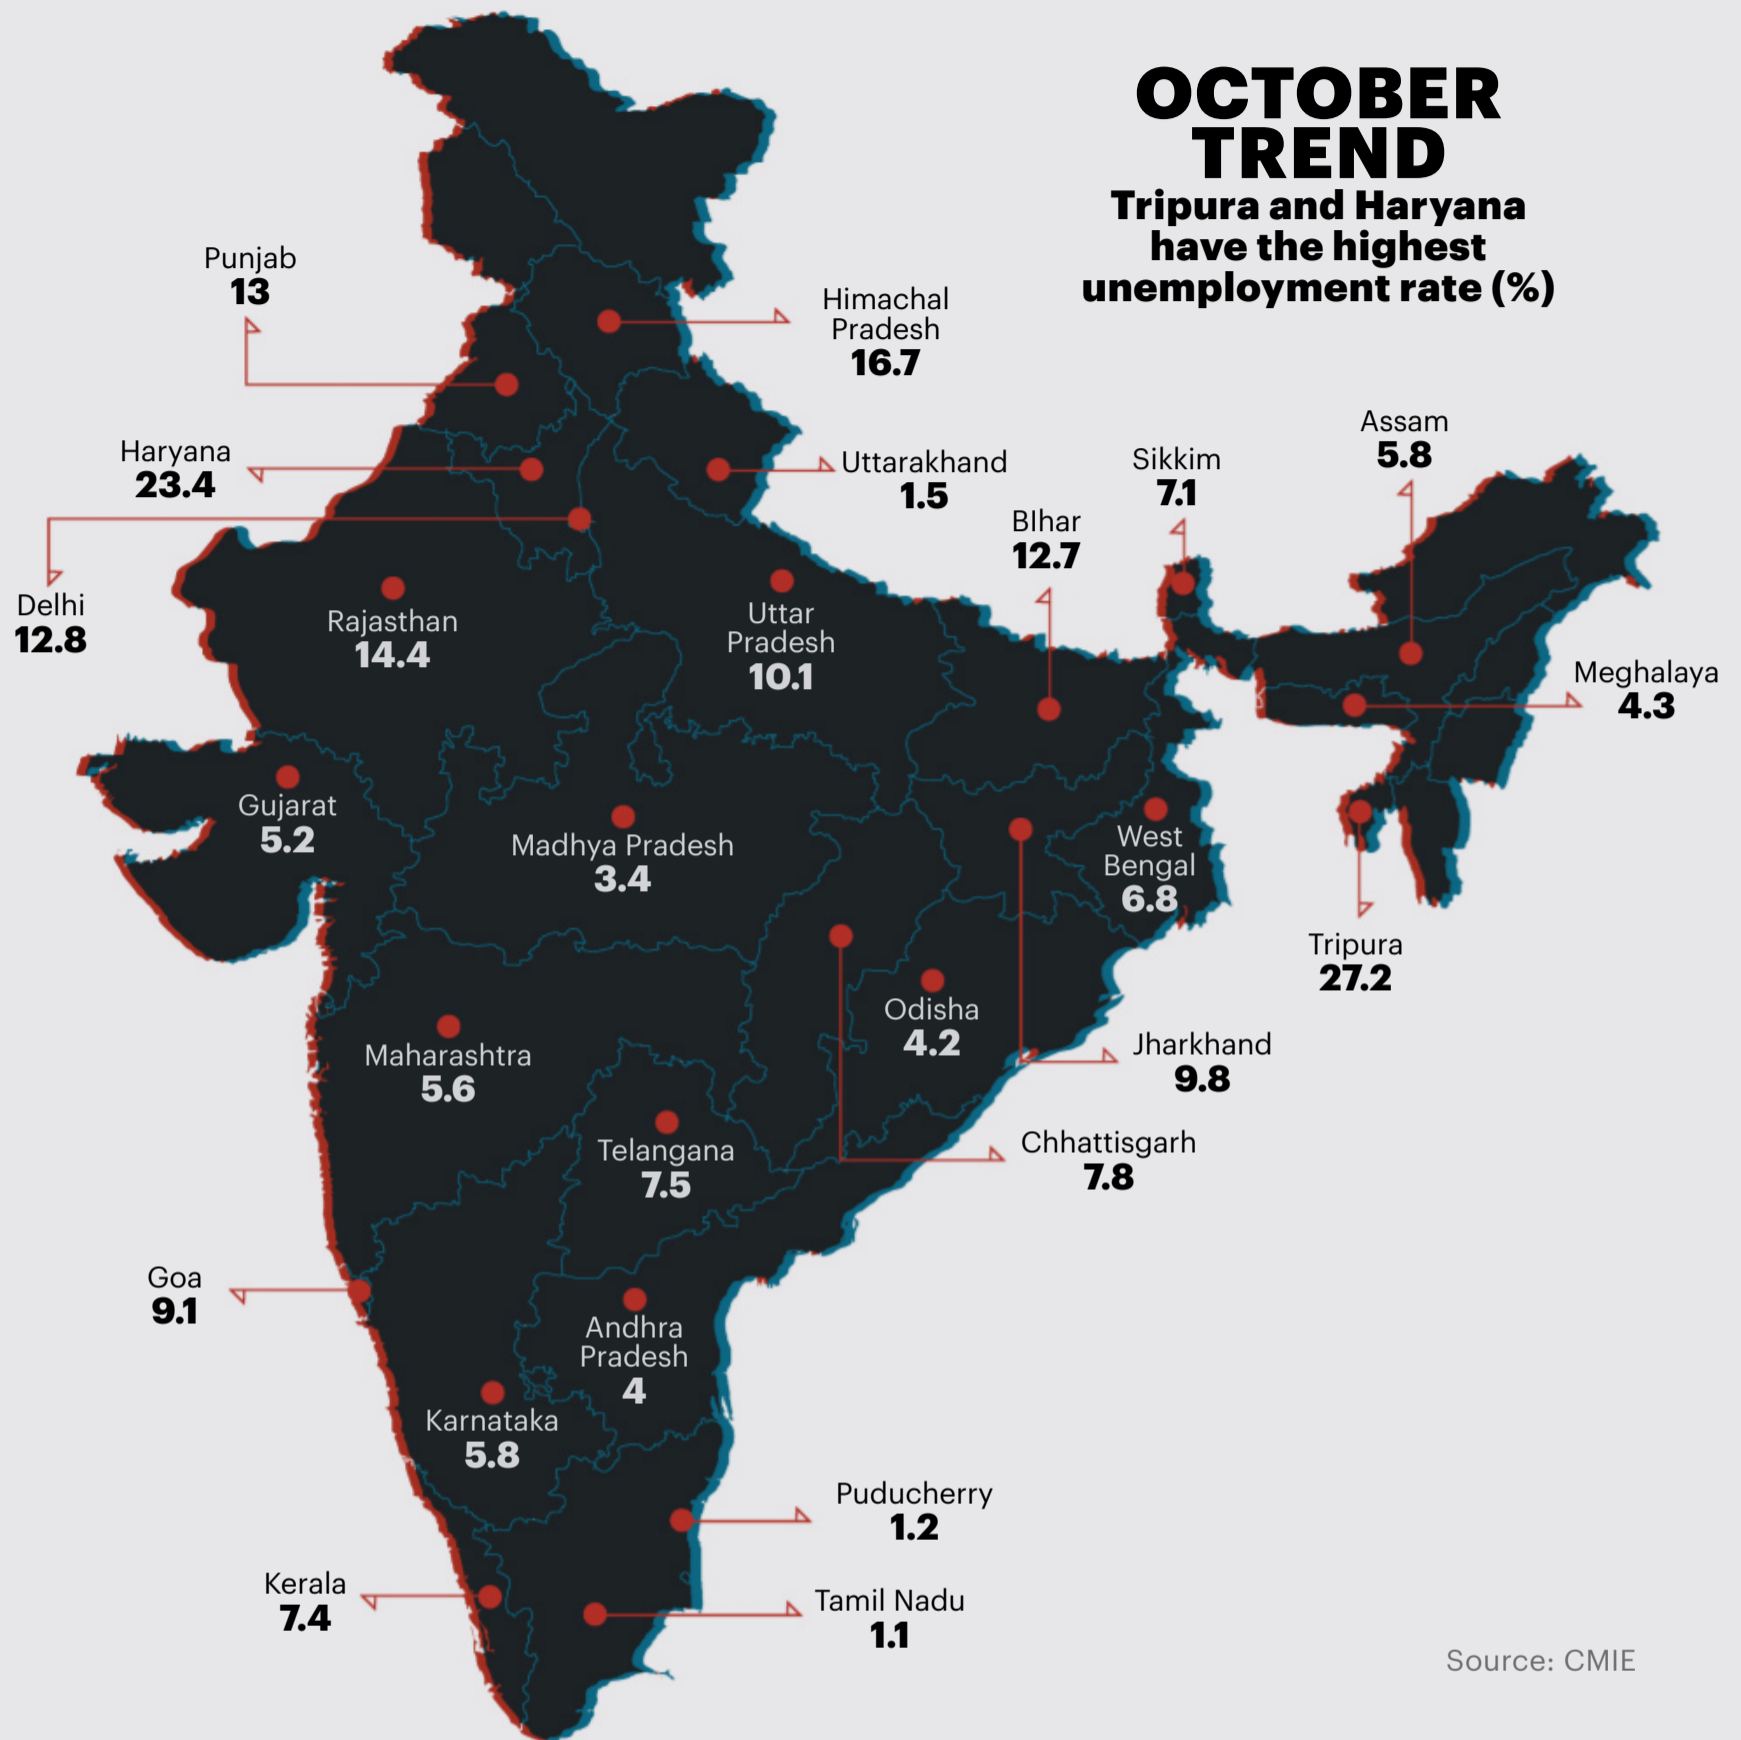 OCTOBER
TREND
Tripura and Haryana
have the highest
unemployment rate (%)
Punjab
13
Himachal
Pradesh
16.7
Haryana
23.4
Uttarakhand
1.5
Assam
5.8
Sikkim
7.1
BIhar
12.7
Delhi
12.8
Rajasthan
14.4
Uttar
Pradesh
10.1
Meghalaya
4.3
Gujarat
5.2
Madhya Pradesh
3.4
West
Bengal
6.8
Tripura
27.2
Odisha
4.2
Maharashtra
5.6
Jharkhand
9.8
Telangana
7.5
Chhattisgarh
7.8
Goa
9.1
Andhra
Pradesh
4
Karnataka
5.8
Puducherry
1.2
Kerala
7.4
Tamil Nadu
1.1
Source: CMIE